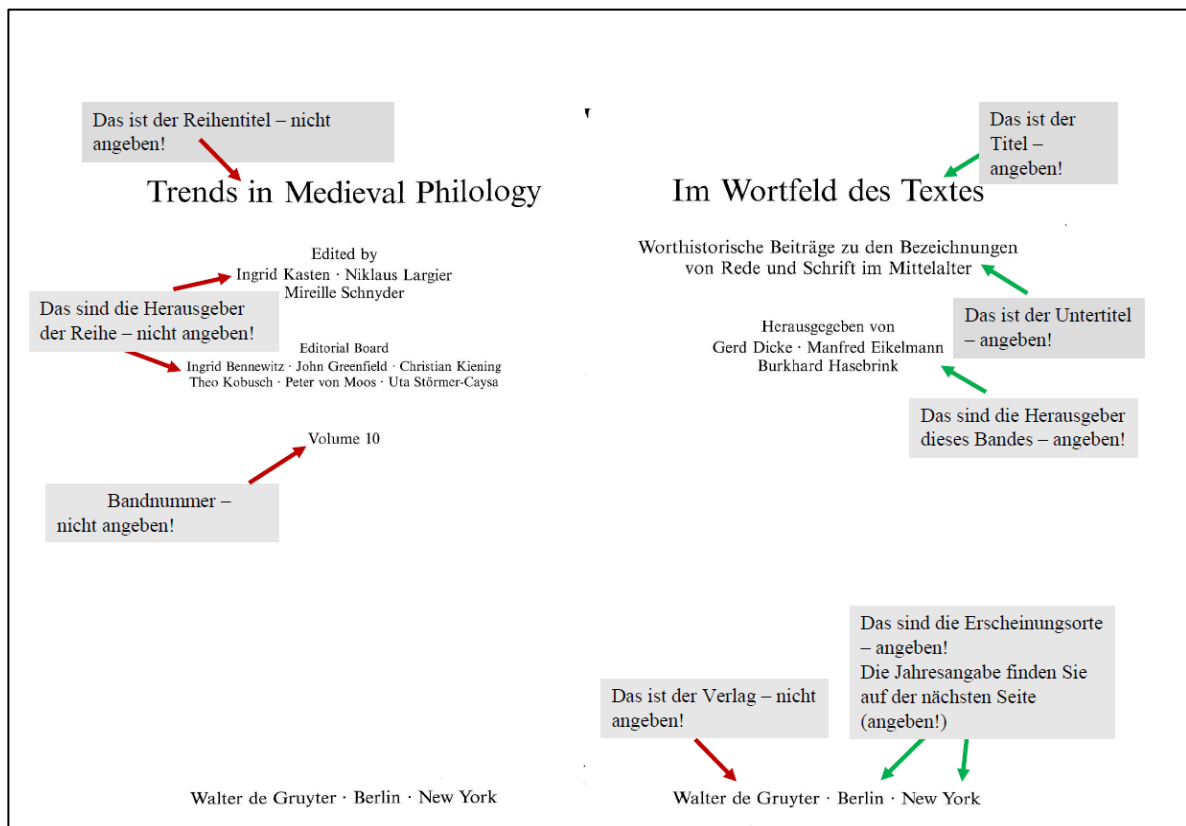 Das ist der Reihentitel – nicht
angeben!
Trends in Medieval Philology
Edited by
Ingrid Kasten · Niklaus Largier
Mireille Schnyder
Das sind die Herausgeber
der Reihe – nicht angeben!
Editorial Board
Ingrid Bennewitz · John Greenfield · Christian Kiening
Theo Kobusch · Peter von Moos · Uta Störmer-Caysa
Volume 10
Bandnummer –
nicht angeben!
Walter de Gruyter · Berlin · New York
Das ist der
Titel –
angeben!
Im Wortfeld des Textes
Worthistorische Beiträge zu den Bezeichnungen
von Rede und Schrift im Mittelalter
Das ist der Untertitel
– angeben!
Herausgegeben von
Gerd Dicke · Manfred Eikelmann
Burkhard Hasebrink
Das sind die Herausgeber
dieses Bandes – angeben!
Das sind die Erscheinungsorte
– angeben!
Die Jahresangabe finden Sie
auf der nächsten Seite
(angeben!)
Das ist der Verlag – nicht
angeben!
Walter de Gruyter · Berlin · New York